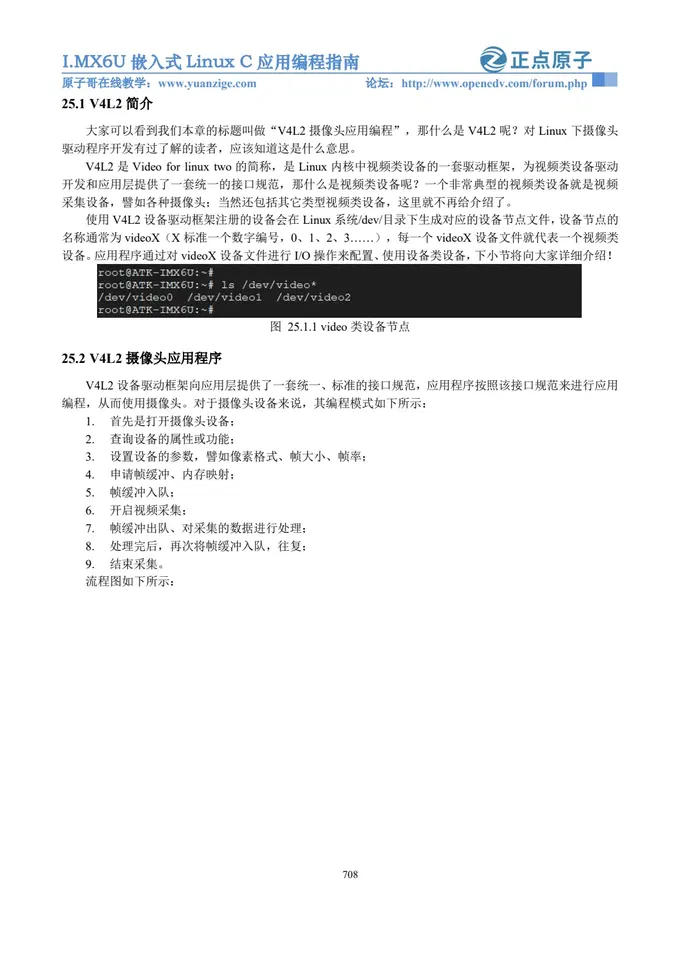 I.MX6U 嵌入式 Linux C 应用编程指南
正点原子
原子哥在线教学：www.yuanzige.com 论坛：http://www.openedv.com/forum.php
25.1 V4L2 简介
大家可以看到我们本章的标题叫做“V4L2 摄像头应用编程”，那什么是 V4L2 呢？对 Linux 下摄像头
驱动程序开发有过了解的读者，应该知道这是什么意思。
V4L2 是 Video for linux two 的简称，是 Linux 内核中视频类设备的一套驱动框架，为视频类设备驱动
开发和应用层提供了一套统一的接口规范，那什么是视频类设备呢？一个非常典型的视频类设备就是视频
采集设备，譬如各种摄像头；当然还包括其它类型视频类设备，这里就不再给介绍了。
使用 V4L2 设备驱动框架注册的设备会在 Linux 系统/dev/目录下生成对应的设备节点文件，设备节点的
名称通常为 videoX（X 标准一个数字编号，0、1、2、3……），每一个 videoX 设备文件就代表一个视频类
设备。应用程序通过对 videoX 设备文件进行 I/O 操作来配置、使用设备类设备，下小节将向大家详细介绍！
root@ATK-IMX6U:~#
root@ATK-IMX6U:~# ls /dev/video*
/dev/video0 /dev/video1 /dev/video2
root@ATK-IMX6U:~#
图 25.1.1 video 类设备节点
25.2 V4L2 摄像头应用程序
V4L2 设备驱动框架向应用层提供了一套统一、标准的接口规范，应用程序按照该接口规范来进行应用
编程，从而使用摄像头。对于摄像头设备来说，其编程模式如下所示：
1. 首先是打开摄像头设备；
2. 查询设备的属性或功能；
3. 设置设备的参数，譬如像素格式、帧大小、帧率；
4. 申请帧缓冲、内存映射；
5. 帧缓冲入队；
6. 开启视频采集；
7. 帧缓冲出队、对采集的数据进行处理；
8. 处理完后，再次将帧缓冲入队，往复；
9. 结束采集。
流程图如下所示：
708